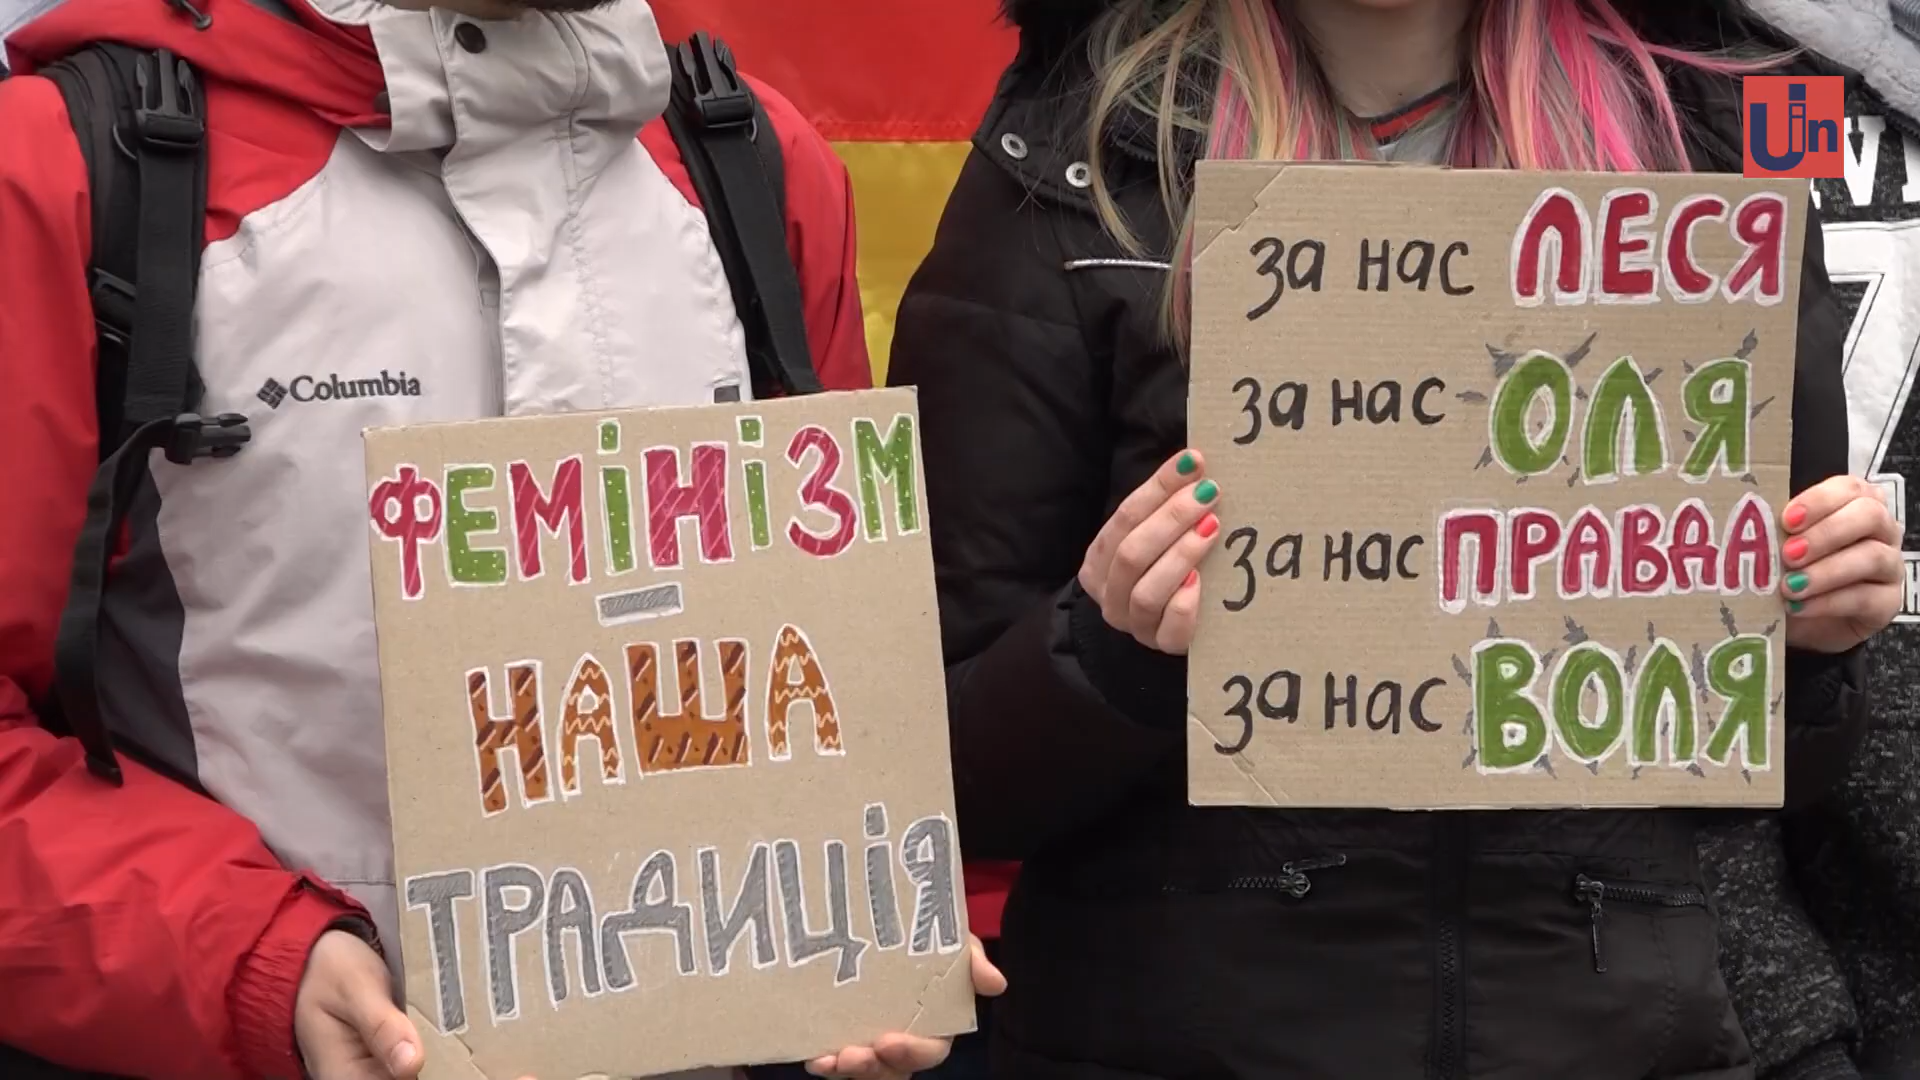 Columbia
ФЕМІНІЗМ
–
НАША
ТРАДИЦІЯ
за нас ЛЕСЯ
за нас ОЛЯ
за нас ПРАВДА
за нас ВОЛЯ
Uin